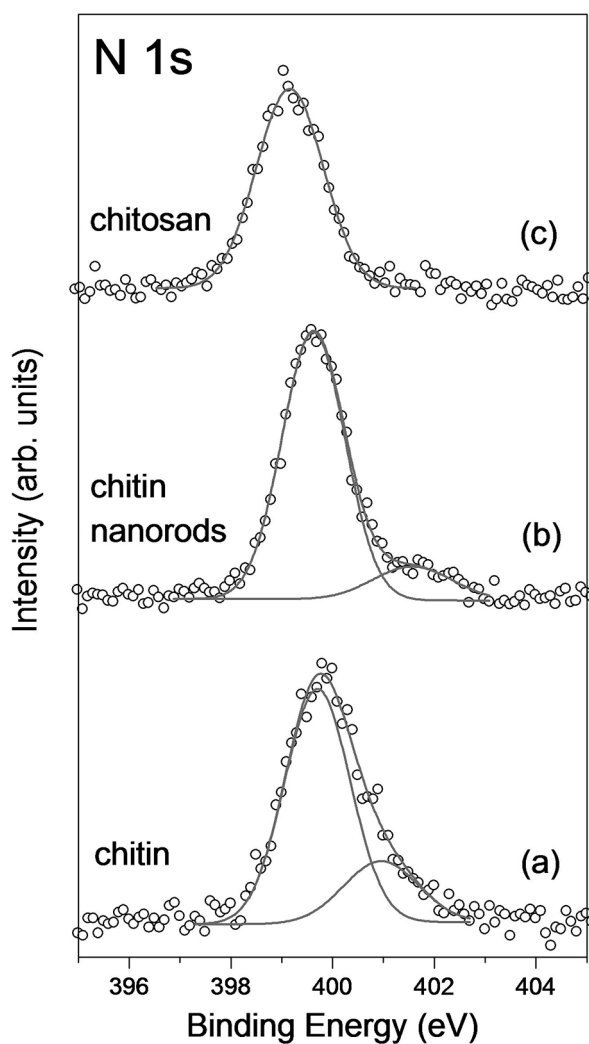 N 1s
chitosan
(c)
chitin
nanorods
(b)
chitin
(a)
Intensity (arb. units)
396 398 400 402 404
Binding Energy (eV)